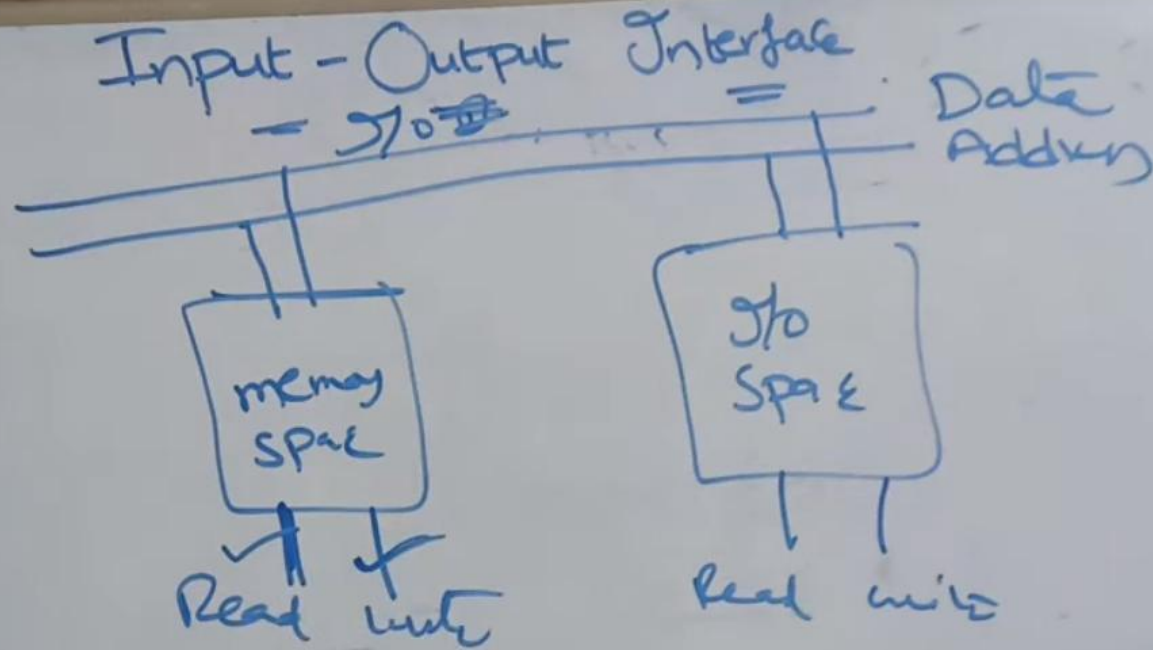 Input - Output Interface
I/o
Data
Address
memory
space
I/O
Space
Read write
Read write